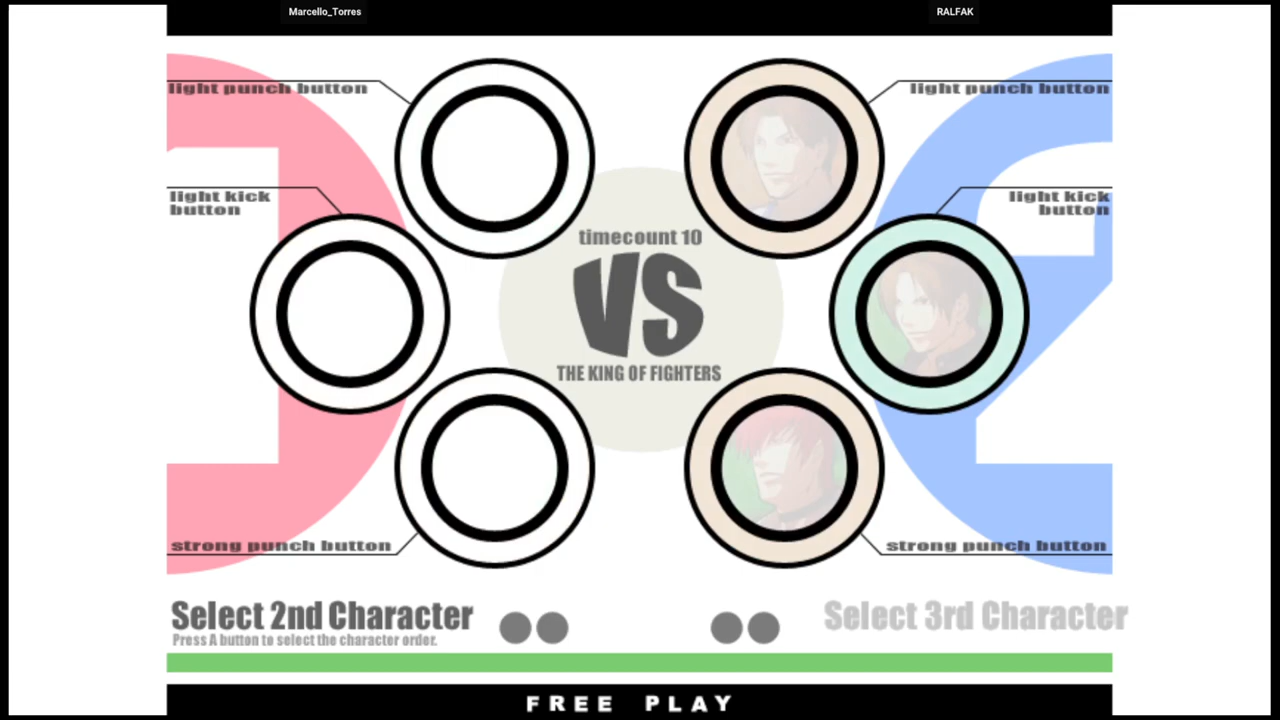 Marcello_Torres
RALFAK
light punch button
light punch button
light kick
button
light kick
button
timecount 10
VS
THE KING OF FIGHTERS
1
2
strong punch button
strong punch button
Select 2nd Character
Press A button to select the character order.
Select 3rd Character
FREE PLAY